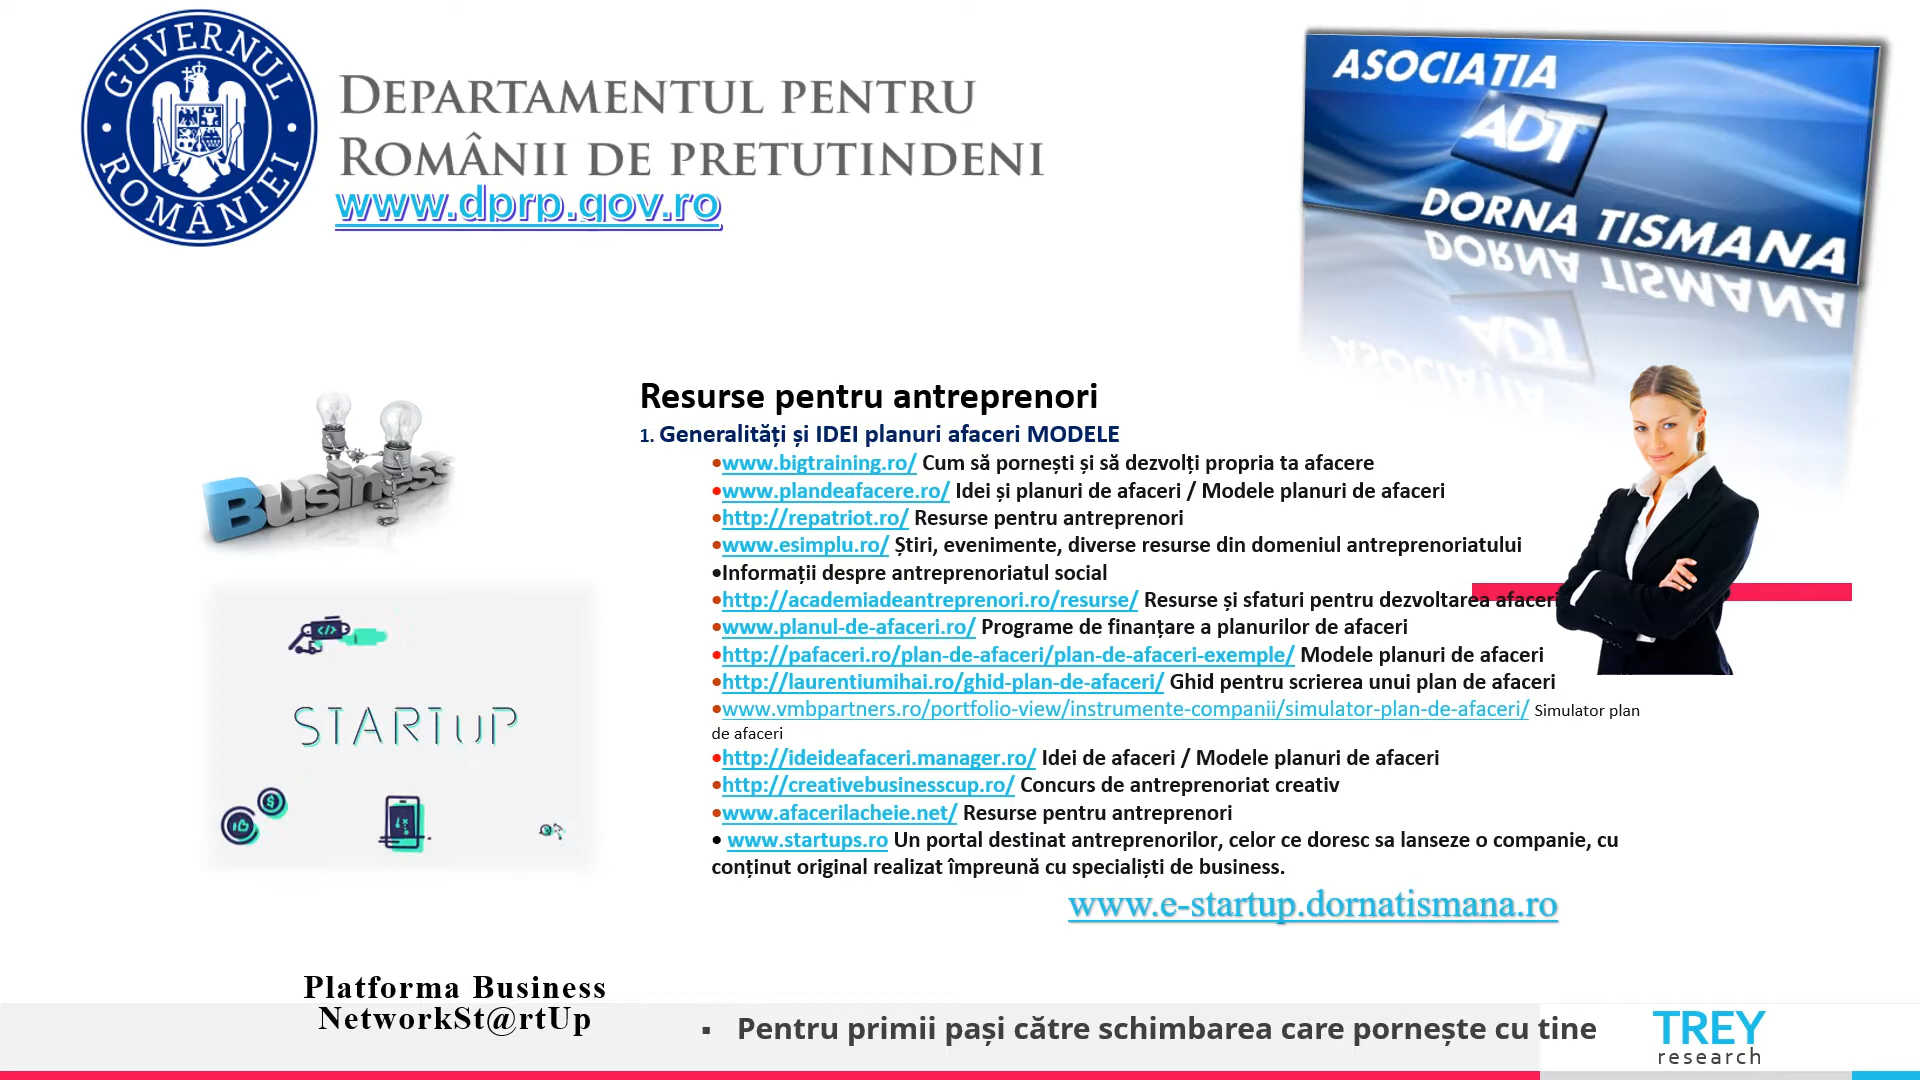 GUVERNUL ROMÂNIEI
DEPARTAMENTUL PENTRU
ROMÂNII DE PRETUTINDENI
www.dprp.gov.ro
ASOCIATIA
ADT
DORNA TISMANA
Business
STARTuP
Resurse pentru antreprenori
1. Generalități și IDEI planuri afaceri MODELE
•www.bigtraining.ro/ Cum să pornești și să dezvolți propria ta afacere
•www.plandeafacere.ro/ Idei și planuri de afaceri / Modele planuri de afaceri
•http://repatriot.ro/ Resurse pentru antreprenori
•www.esimplu.ro/ Știri, evenimente, diverse resurse din domeniul antreprenoriatului
•Informații despre antreprenoriatul social
•http://academiadeantreprenori.ro/resurse/ Resurse și sfaturi pentru dezvoltarea afaceri
•www.planul-de-afaceri.ro/ Programe de finanțare a planurilor de afaceri
•http://pafaceri.ro/plan-de-afaceri/plan-de-afaceri-exemple/ Modele planuri de afaceri
•http://laurentiumihai.ro/ghid-plan-de-afaceri/ Ghid pentru scrierea unui plan de afaceri
•www.vmbpartners.ro/portfolio-view/instrumente-companii/simulator-plan-de-afaceri/ Simulator plan
de afaceri
•http://ideideafaceri.manager.ro/ Idei de afaceri / Modele planuri de afaceri
•http://creativebusinesscup.ro/ Concurs de antreprenoriat creativ
•www.afacerilacheie.net/ Resurse pentru antreprenori
• www.startups.ro Un portal destinat antreprenorilor, celor ce doresc sa lanseze o companie, cu
conținut original realizat împreună cu specialiști de business.
www.e-startup.dornatismana.ro
Platforma Business
NetworkSt@rtUp
▪ Pentru primii pași către schimbarea care pornește cu tine
TREY
research